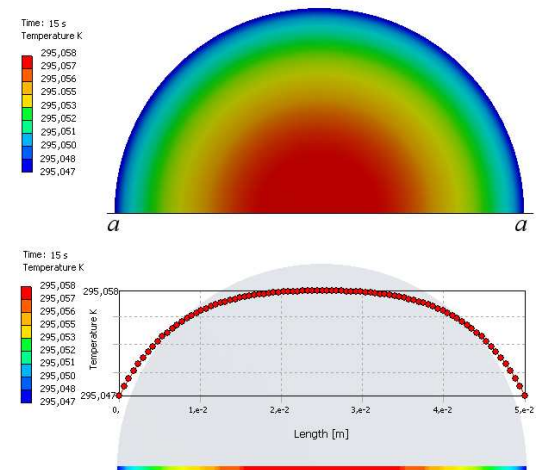 Time: 15 s
Temperature K
295,058
295,057
295,056
295.055
295,053
295,052
295,051
295,050
295,048
295,047
a
a
Time: 15 s
Temperature K
295,058
295,057
295,056
295,055
295,053
295,052
295,051
295,050
295,048
295,047
295,058
295,047
Temperature K
0,
1,e-2
2,e-2
3,e-2
4,e-2
5,e-2
Length [m]